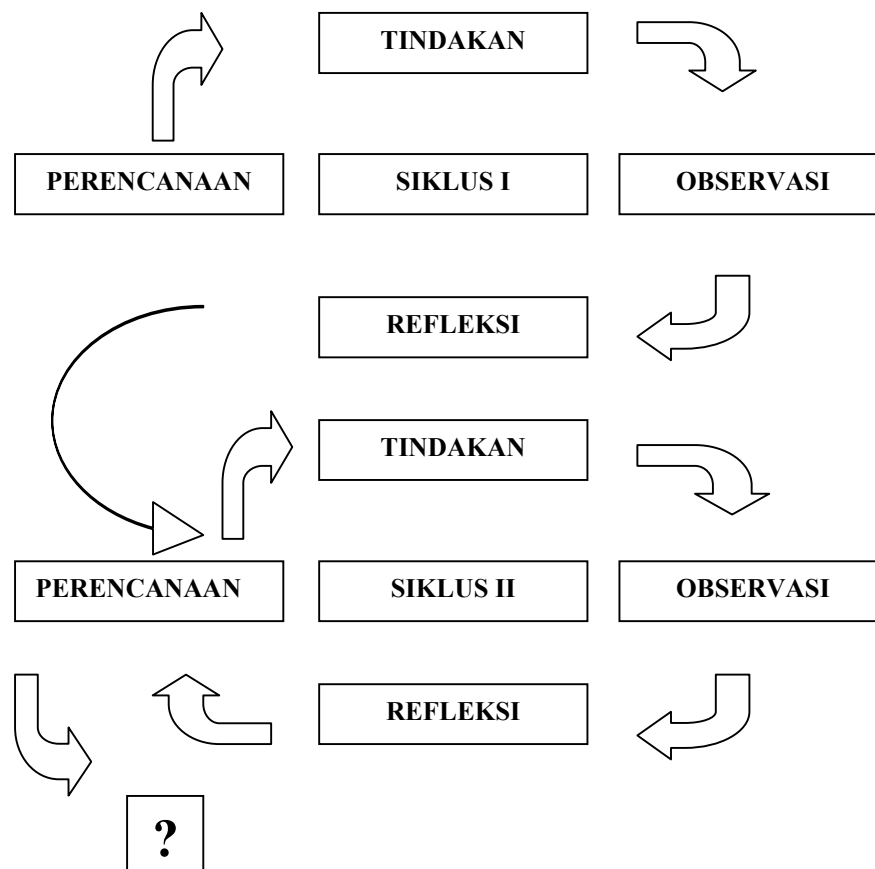 TINDAKAN
PERENCANAAN
SIKLUS I
OBSERVASI
REFLEKSI
TINDAKAN
PERENCANAAN
SIKLUS II
OBSERVASI
REFLEKSI
?